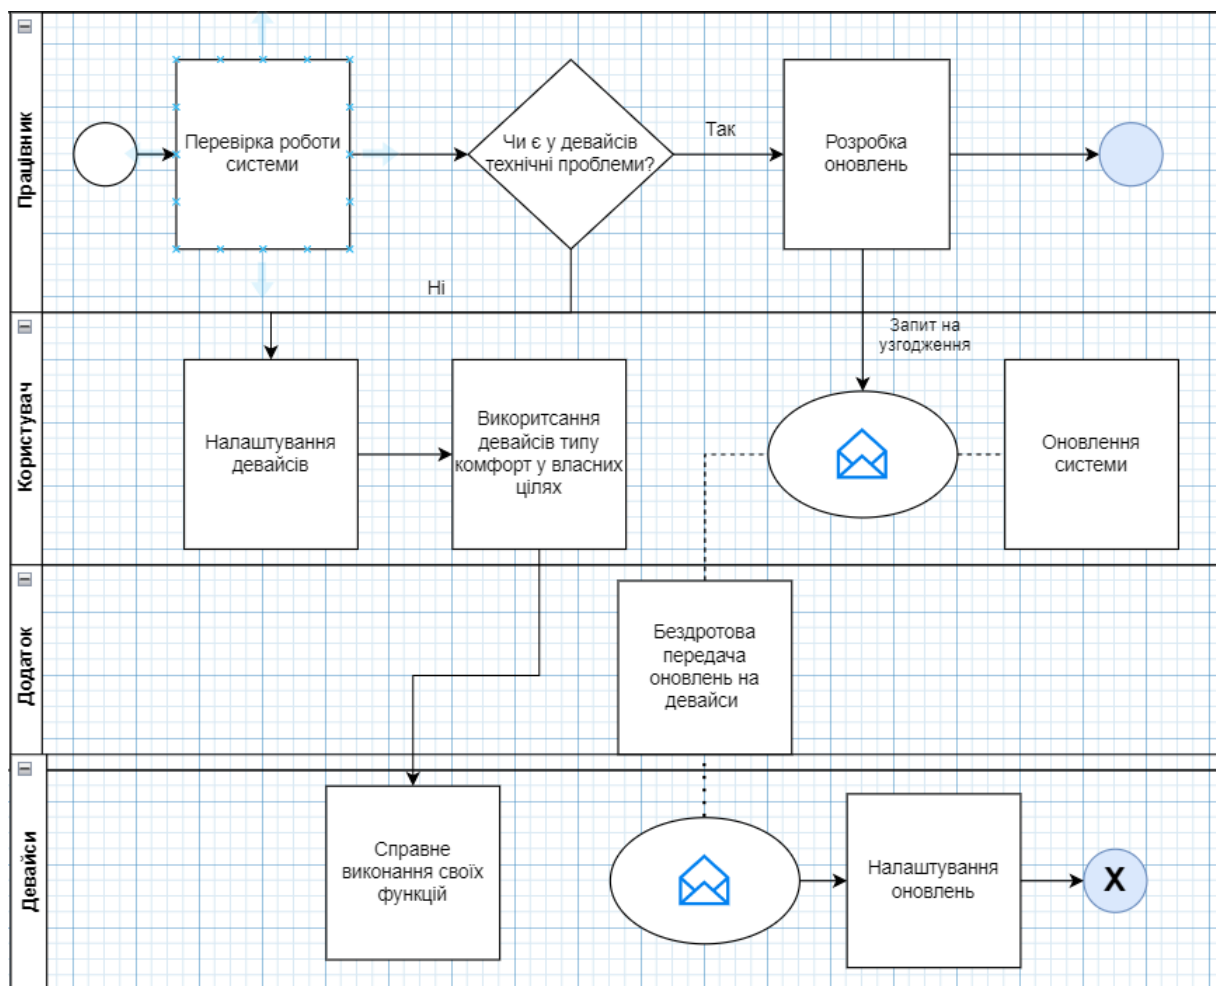 Працівник
Перевірка роботи
системи
Чи є у девайсів
технічні проблеми?
Так
Розробка
оновлень
Ні
Користувач
Налаштування
девайсів
Викоритсання
девайсів типу
комфорт у власних
цілях
Запит на
узгодження
Оновлення
системи
Додаток
Бездротова
передача
оновлень на
девайси
Девайси
Справне
виконання своїх
функцій
Налаштування
оновлень
X